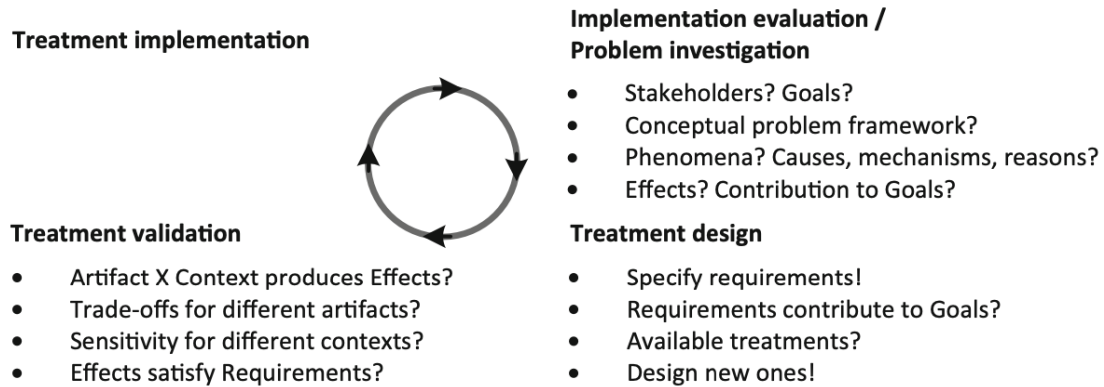 Treatment implementation
Implementation evaluation /
Problem investigation
• Stakeholders? Goals?
• Conceptual problem framework?
• Phenomena? Causes, mechanisms, reasons?
• Effects? Contribution to Goals?
Treatment validation
• Artifact X Context produces Effects?
• Trade-offs for different artifacts?
• Sensitivity for different contexts?
• Effects satisfy Requirements?
Treatment design
• Specify requirements!
• Requirements contribute to Goals?
• Available treatments?
• Design new ones!